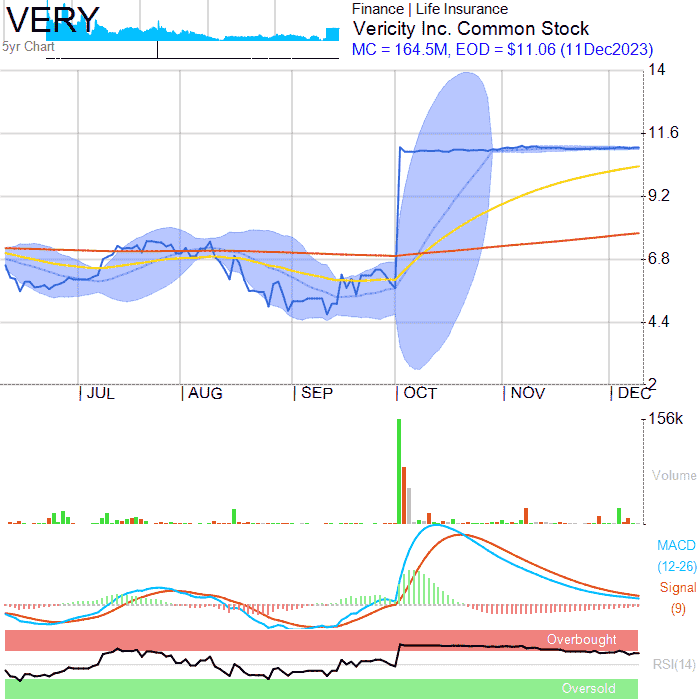 VERY
5yr Chart
Finance | Life Insurance
Vericity Inc. Common Stock
MC = 164.5M, EOD = $11.06 (11Dec2023)
14
11.6
9.2
6.8
4.4
2
JUL AUG SEP OCT NOV DEC
156k
Volume
MACD
(12-26)
Signal
(9)
Overbought
RSI(14)
Oversold